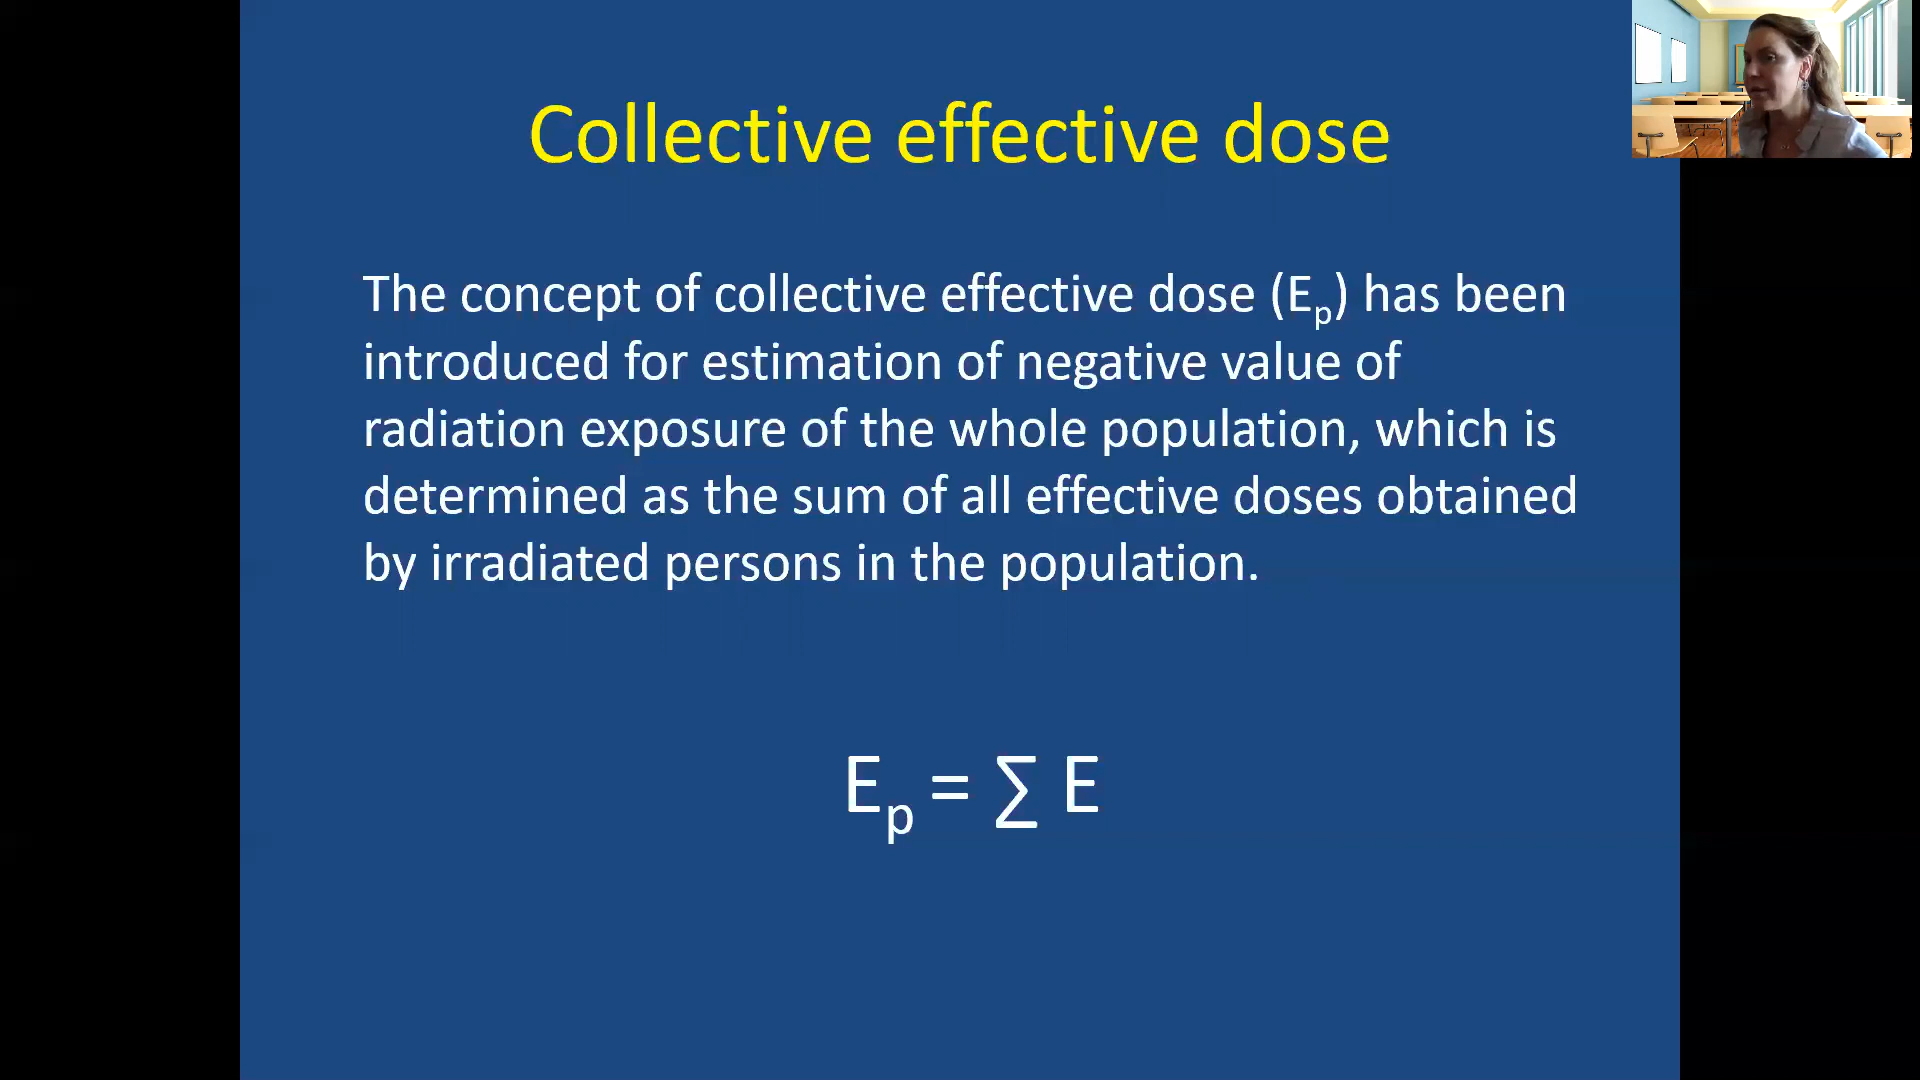 Collective effective dose
The concept of collective effective dose (Eₚ) has been
introduced for estimation of negative value of
radiation exposure of the whole population, which is
determined as the sum of all effective doses obtained
by irradiated persons in the population.
Eₚ = ∑ E